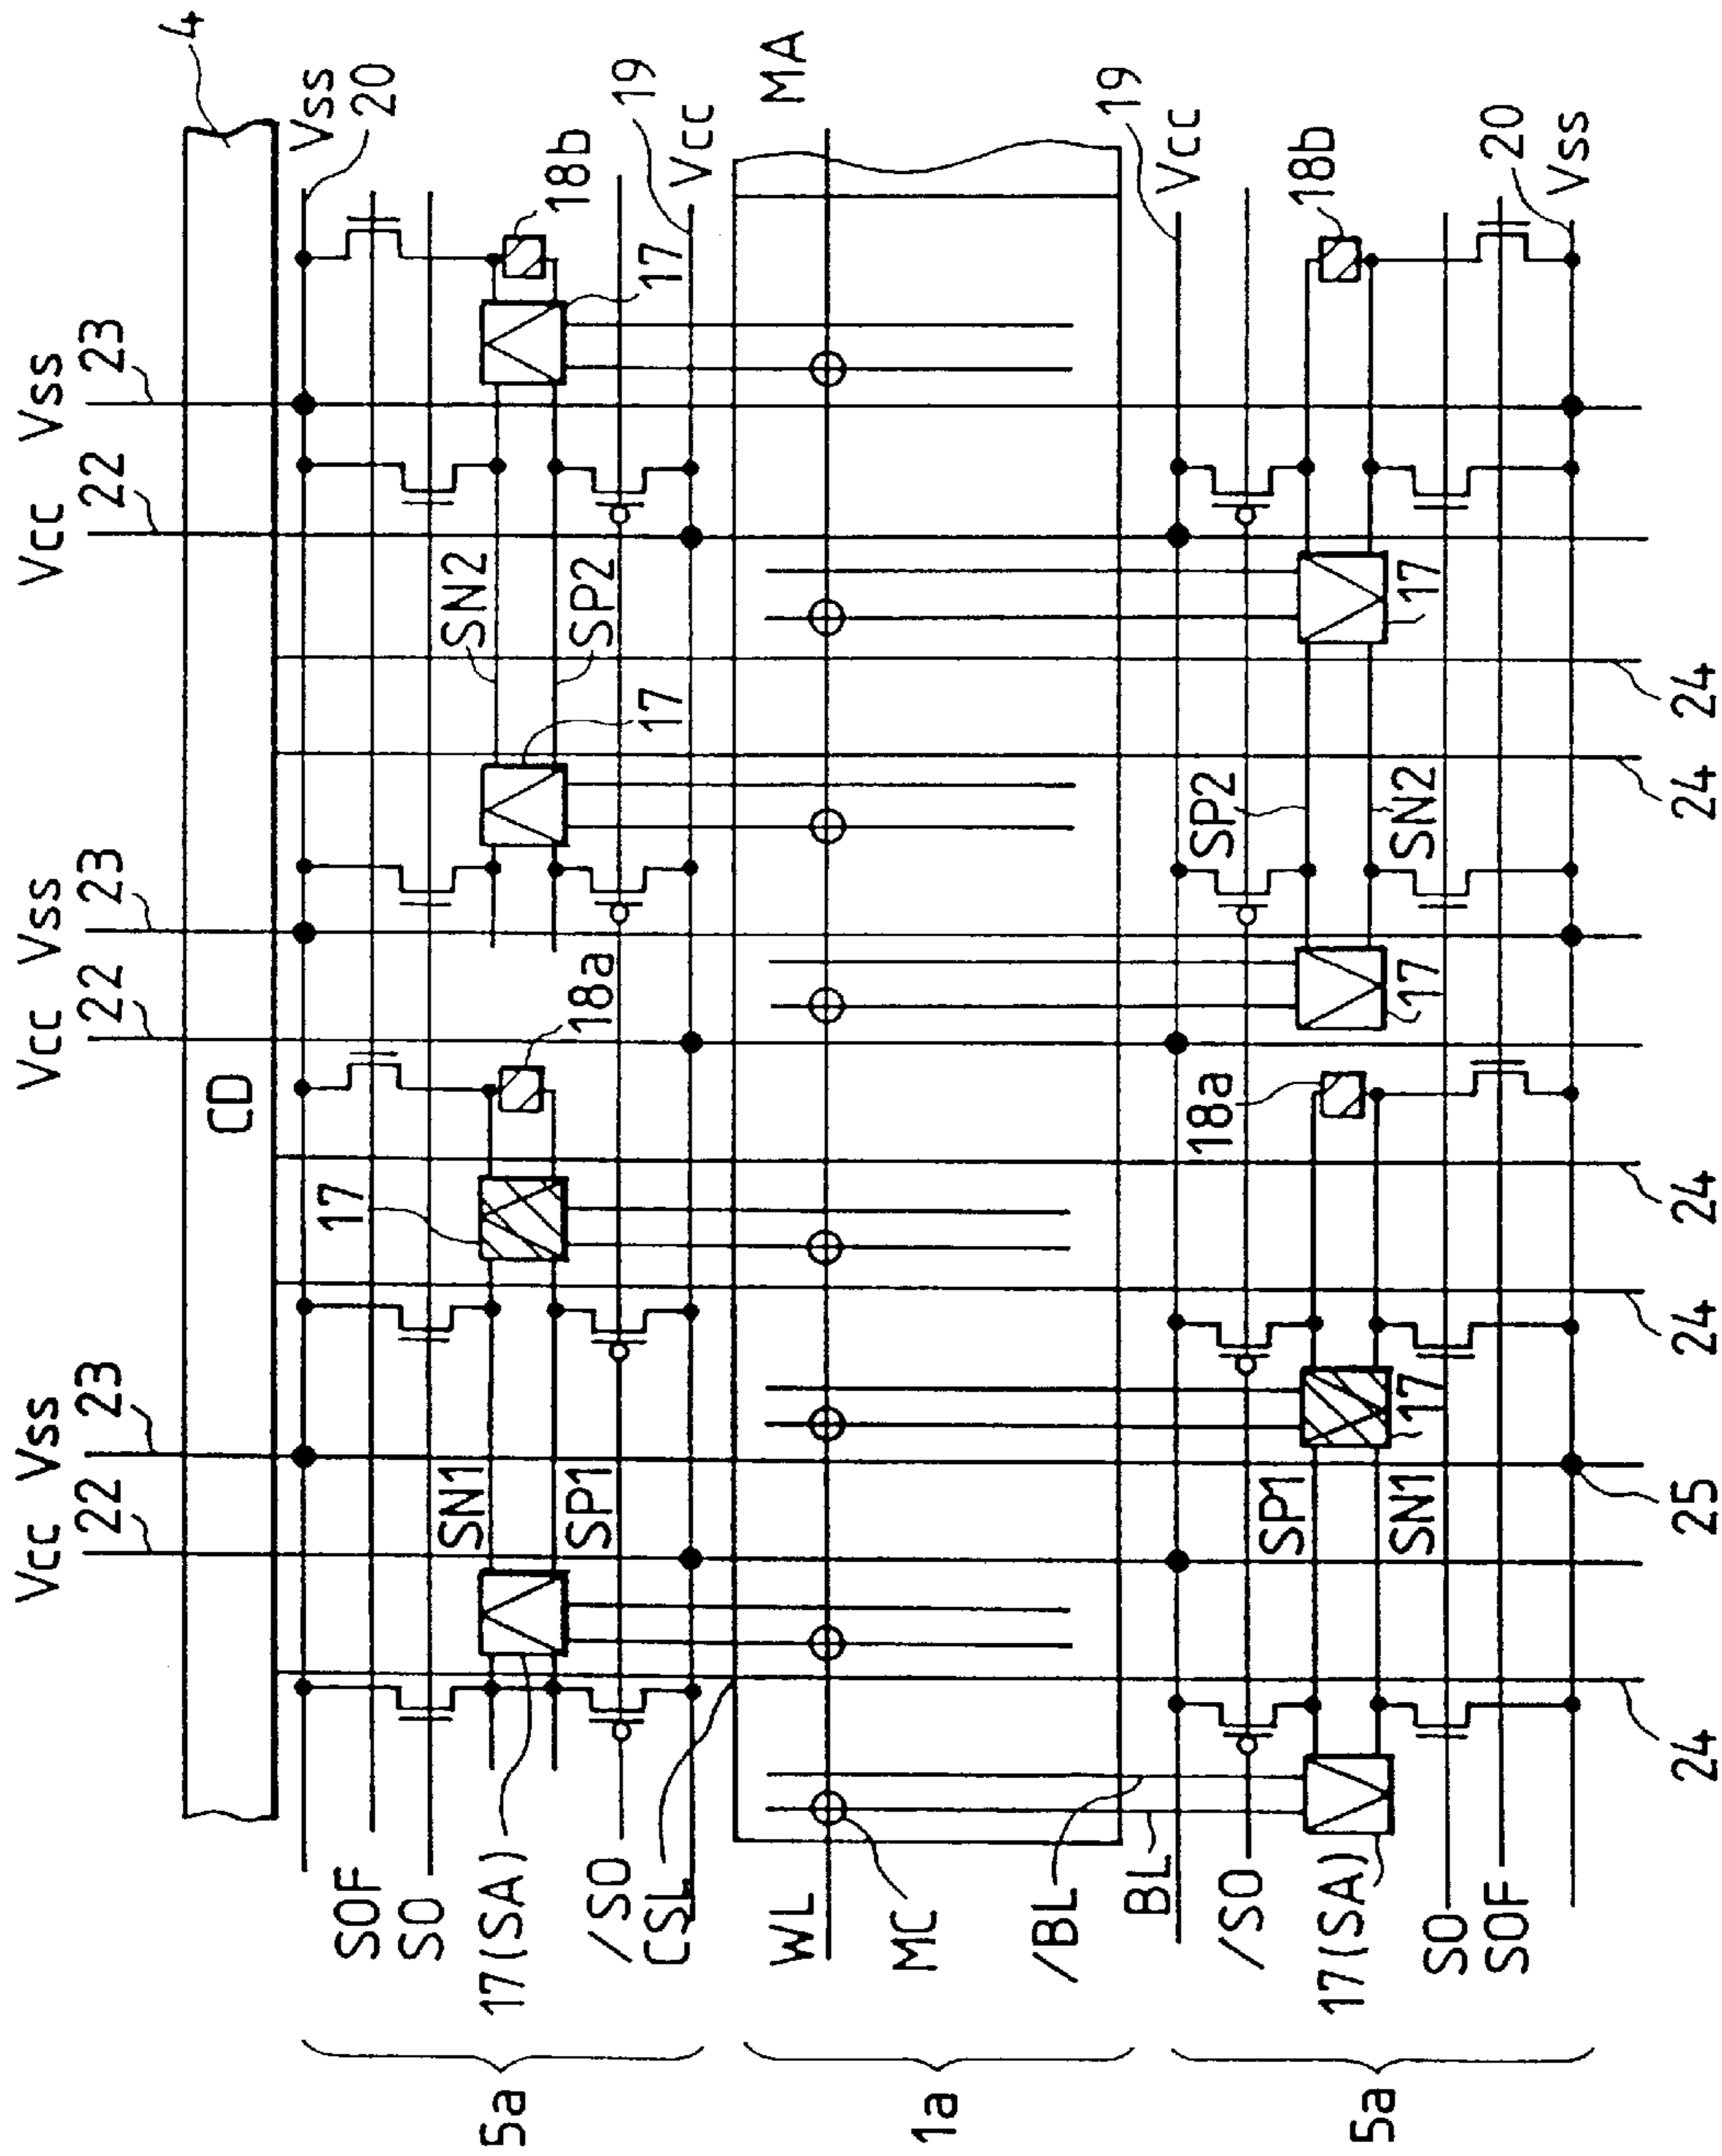 Vcc Vss
22 23
Vcc Vss
22 23
Vcc Vss
22 23
4
CD
Vss
20
SOF
SO
17(SA)
/SO
CSL
SN1
SP1
17
18a
17
SN2
SP2
17
18b
19
Vcc
5a
WL
MC
/BL
BL
MA
1a
19
Vcc
/SO
17(SA)
SO
SOF
SP1
SN1
17
18a
17
SP2
SN2
17
18b
20
Vss
5a
24
25
24
24
24
24